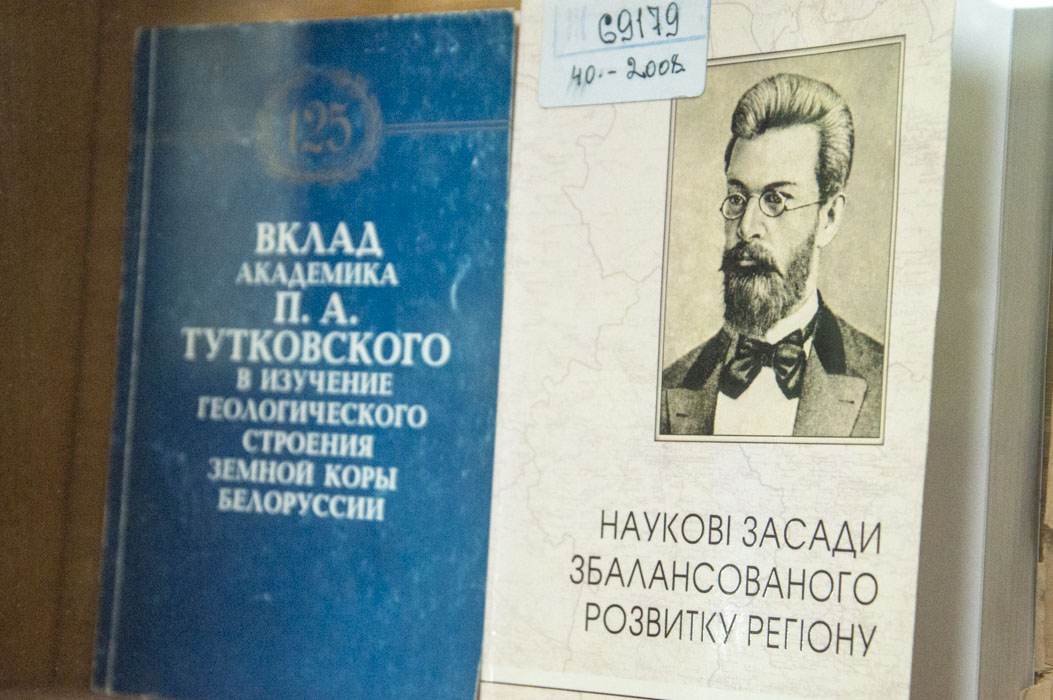 125
ВКЛАД
АКАДЕМИКА
П. А.
ТУТКОВСКОГО
В ИЗУЧЕНИЕ
ГЕОЛОГИЧЕСКОГО
СТРОЕНИЯ
ЗЕМНОЙ КОРЫ
БЕЛОРУССИИ
69179
40.-2008
НАУКОВІ ЗАСАДИ
ЗБАЛАНСОВАНОГО
РОЗВИТКУ РЕГІОНУ